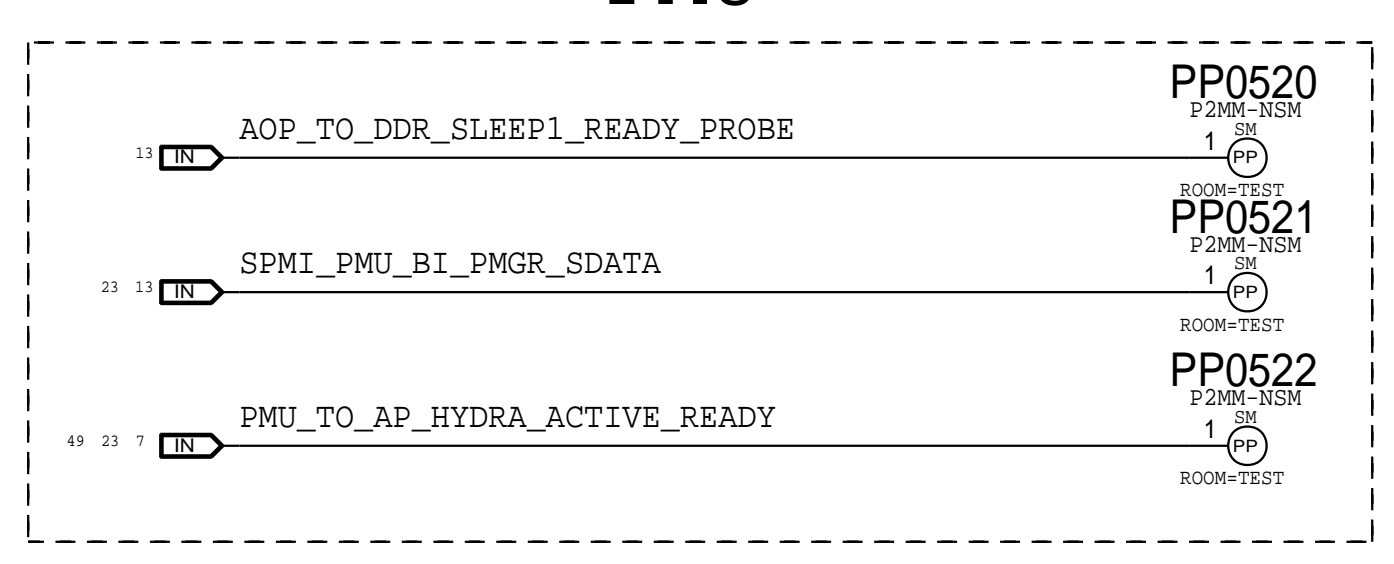 PP0520
P2MM-NSM
AOP_TO_DDR_SLEEP1_READY_PROBE
SM
1
13 IN
PP
ROOM=TEST
PP0521
P2MM-NSM
SPMI_PMU_BI_PMGR_SDATA
SM
1
23 13 IN
PP
ROOM=TEST
PP0522
P2MM-NSM
PMU_TO_AP_HYDRA_ACTIVE_READY
SM
1
49 23 7 IN
PP
ROOM=TEST